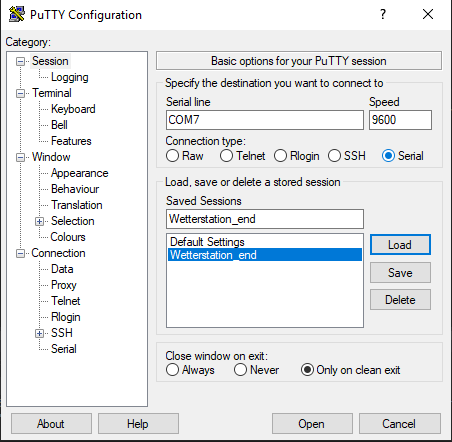 PuTTY Configuration
Category:
Session
Logging
Terminal
Keyboard
Bell
Features
Window
Appearance
Behaviour
Translation
Selection
Colours
Connection
Data
Proxy
Telnet
Rlogin
SSH
Serial
Basic options for your PuTTY session
Specify the destination you want to connect to
Serial line Speed
COM7 9600
Connection type:
Raw Telnet Rlogin SSH Serial
Load, save or delete a stored session
Saved Sessions
Wetterstation_end
Default Settings
Wetterstation_end
Load
Save
Delete
Close window on exit:
Always Never Only on clean exit
About Help Open Cancel